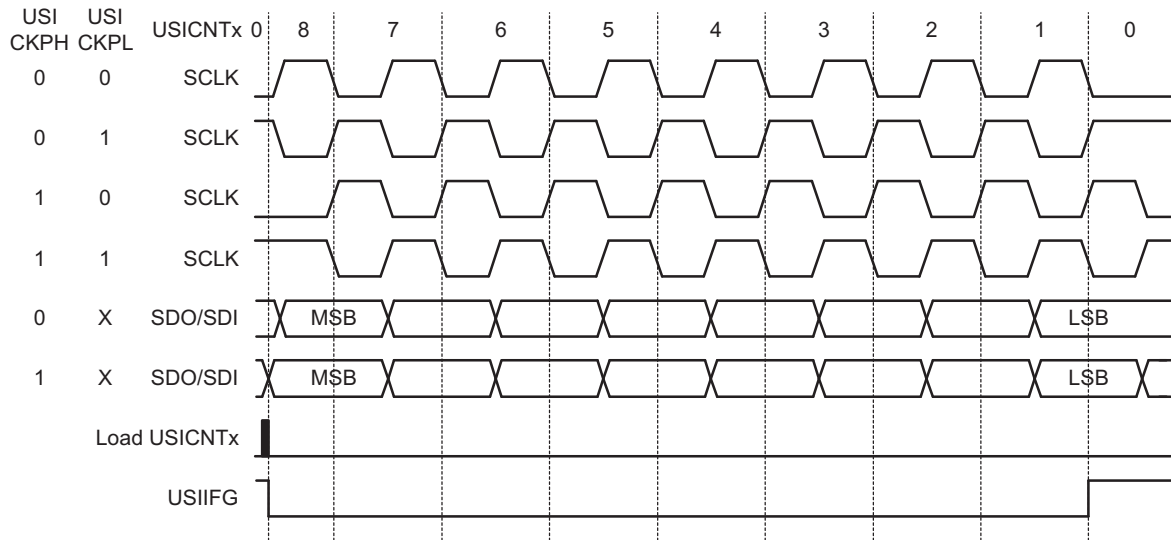 USI USI
CKPH CKPL USICNTx 0 8 7 6 5 4 3 2 1 0
0 0 SCLK
0 1 SCLK
1 0 SCLK
1 1 SCLK
0 X SDO/SDI MSB LSB
1 X SDO/SDI MSB LSB
Load USICNTx
USIIFG